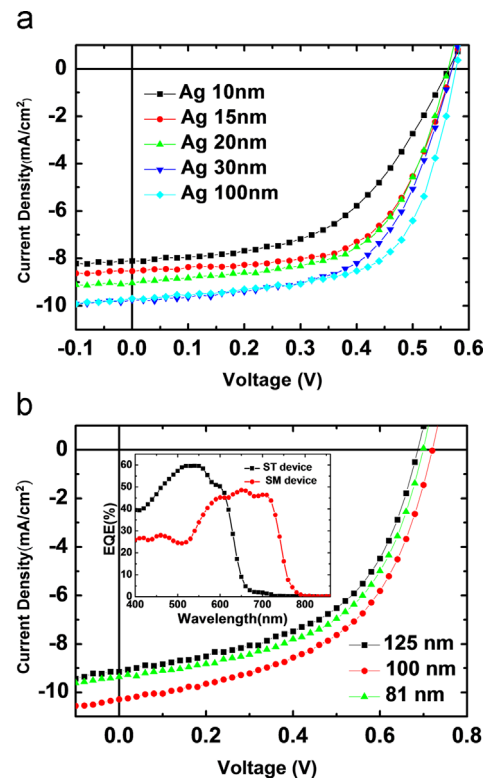 a
0
-2
-4
-6
-8
-10
Current Density(mA/cm²)
Ag 10nm
Ag 15nm
Ag 20nm
Ag 30nm
Ag 100nm
-0.1 0.0 0.1 0.2 0.3 0.4 0.5 0.6
Voltage (V)
b
0
-2
-4
-6
-8
-10
Current Density(mA/cm²)
60
50
40
30
20
10
0
EQE(%)
ST device
SM device
400 500 600 700 800
Wavelength(nm)
125 nm
100 nm
81 nm
0.0 0.2 0.4 0.6 0.8
Voltage (V)